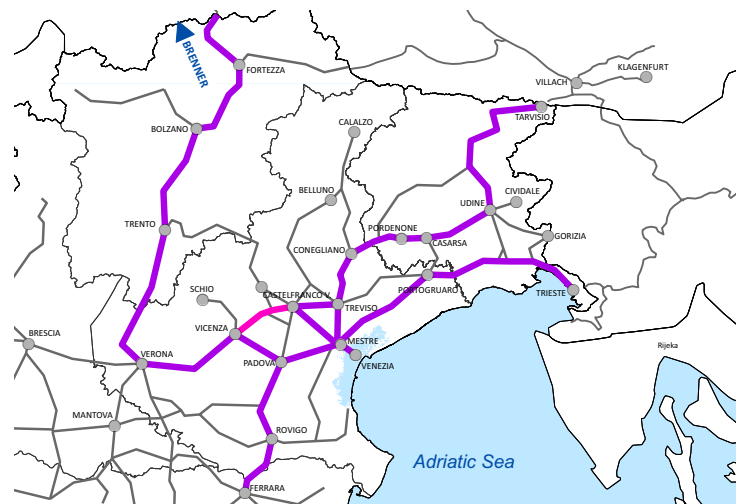 BRENNER
FORTEZZA
KLAGENFURT
VILLACH
TARVISIO
BOLZANO
CALALZO
BELLUNO
CIVIDALE
UDINE
TRENTO
PORDENONE
CASARSA
GORIZIA
CONEGLIANO
SCHIO
CASTELFRANCO V.
PORTOGRUARO
TRIESTE
TREVISO
VICENZA
BRESCIA
MESTRE
Rijeka
VERONA
PADOVA
VENEZIA
MANTOVA
ROVIGO
Adriatic Sea
FERRARA